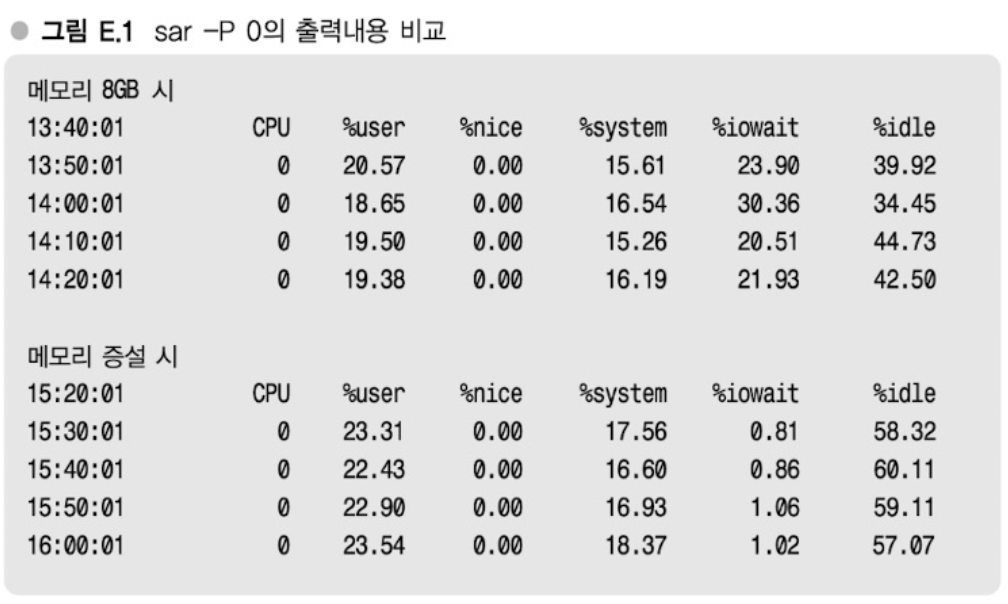 그림 E.1 sar -P 0의 출력내용 비교
메모리 8GB 시
13:40:01 CPU %user %nice %system %iowait %idle
13:50:01 0 20.57 0.00 15.61 23.90 39.92
14:00:01 0 18.65 0.00 16.54 30.36 34.45
14:10:01 0 19.50 0.00 15.26 20.51 44.73
14:20:01 0 19.38 0.00 16.19 21.93 42.50
메모리 증설 시
15:20:01 CPU %user %nice %system %iowait %idle
15:30:01 0 23.31 0.00 17.56 0.81 58.32
15:40:01 0 22.43 0.00 16.60 0.86 60.11
15:50:01 0 22.90 0.00 16.93 1.06 59.11
16:00:01 0 23.54 0.00 18.37 1.02 57.07